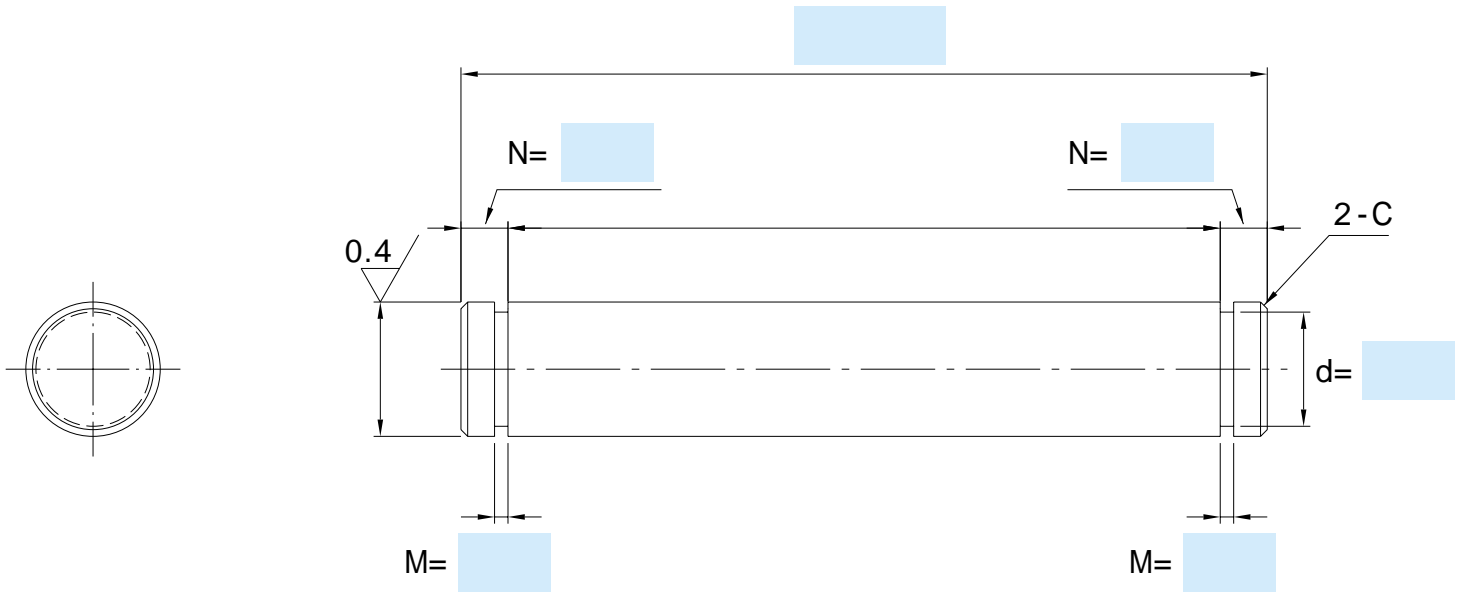 N=
N=
2-C
0.4
d=
M=
M=